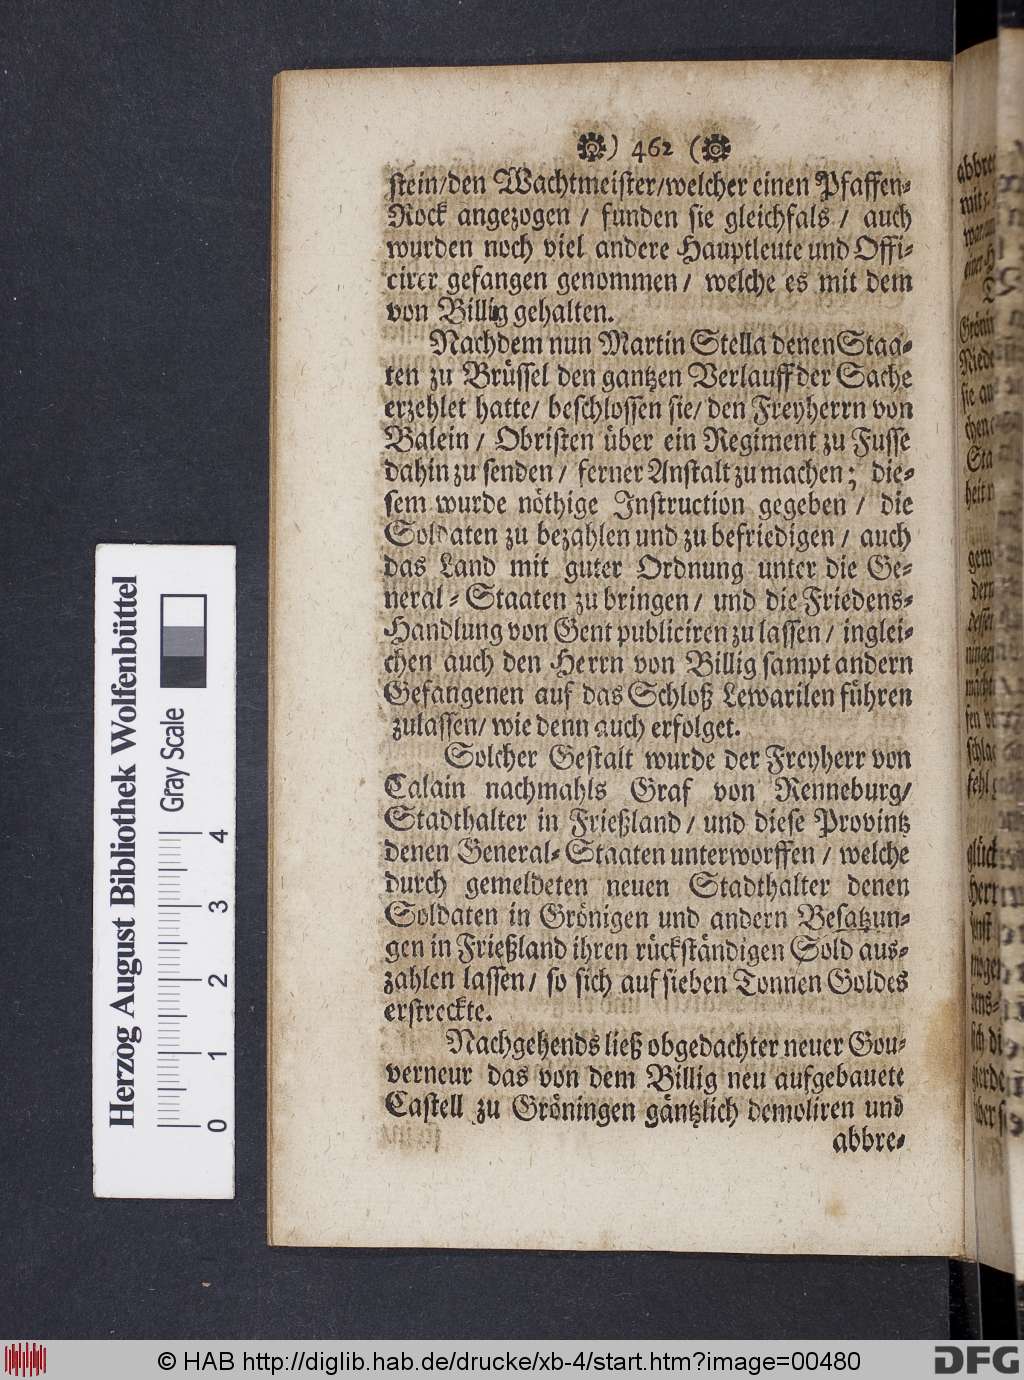 ) 462 (
stein/den Wachtmeister/welcher einen Pfaffen-
Rock angezogen / funden sie gleichfals / auch
wurden noch viel andere Hauptleute und Offi-
cirer gefangen genommen / welche es mit dem
von Billig gehalten.
Nachdem nun Martin Stella denen Staa-
ten zu Brüssel den gantzen Verlauff der Sache
erzehlet hatte/ beschlossen sie/ den Freyherrn von
Balein / Obristen über ein Regiment zu Fusse
dahin zu senden / ferner Anstalt zu machen; die-
sem wurde nöthige Instruction gegeben / die
Soldaten zu bezahlen und zu befriedigen / auch
das Land mit guter Ordnung unter die Ge-
neral-Staaten zu bringen / und die Friedens-
Handlung von Gent publiciren zu lassen / inglei-
chen auch den Herrn von Billig sampt andern
Gefangenen auf das Schloß Lewarilen führen
zulassen/ wie denn auch erfolget.
Solcher Gestalt wurde der Freyherr von
Calain nachmahls Graf von Renneburg/
Stadthalter in Frießland / und diese Provintz
denen General-Staaten unterworffen / welche
durch gemeldeten neuen Stadthalter denen
Soldaten in Grönigen und andern Besatzun-
gen in Frießland ihren rückständigen Sold aus-
zahlen lassen / so sich auf sieben Tonnen Goldes
erstreckte.
Nachgehends ließ obgedachter neuer Gou-
verneur das von dem Billig neu aufgebauete
Castell zu Gröningen gäntzlich demoliren und
abbre-
Herzog August Bibliothek Wolfenbüttel
Gray Scale
0 1 2 3 4
© HAB http://diglib.hab.de/drucke/xb-4/start.htm?image=00480
DFG